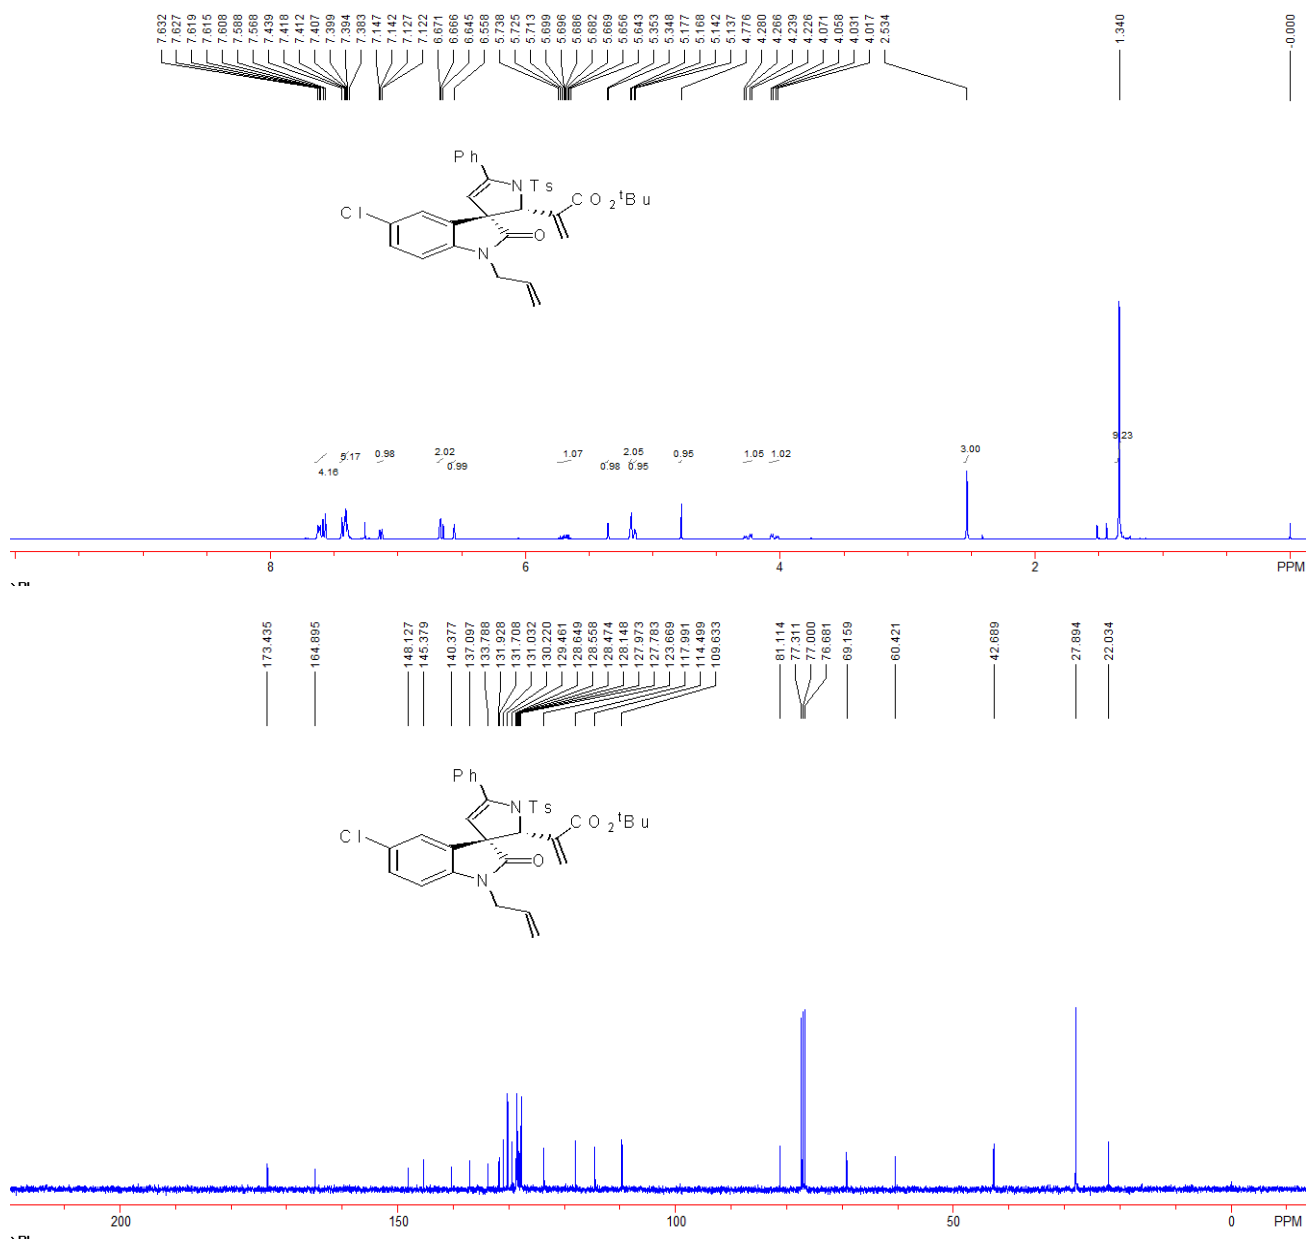 7.632 7.627 7.619 7.615 7.608 7.588 7.568 7.439 7.418 7.412 7.407 7.399 7.394 7.383 7.147 7.142 7.127 7.122 6.671 6.666 6.645 6.558 5.738 5.725 5.713 5.699 5.696 5.686 5.682 5.669 5.656 5.643 5.353 5.348 5.177 5.168 5.142 5.137 4.776 4.280 4.266 4.239 4.226 4.071 4.058 4.031 4.017 2.534 1.340 -0.000
Ph
N Ts
CO2tBu
Cl
O
N
4.16 5.17 0.98 2.02 0.99 1.07 0.98 2.05 0.95 0.95 1.05 1.02 3.00 9.23
8 6 4 2 PPM
173.435 164.895 148.127 145.379 140.377 137.097 133.788 131.928 131.708 131.032 130.220 129.461 128.649 128.558 128.474 128.148 127.973 127.783 123.669 117.991 114.499 109.633 81.114 77.311 77.000 76.681 69.159 60.421 42.689 27.894 22.034
Ph
N Ts
CO2tBu
Cl
O
N
200 150 100 50 0 PPM